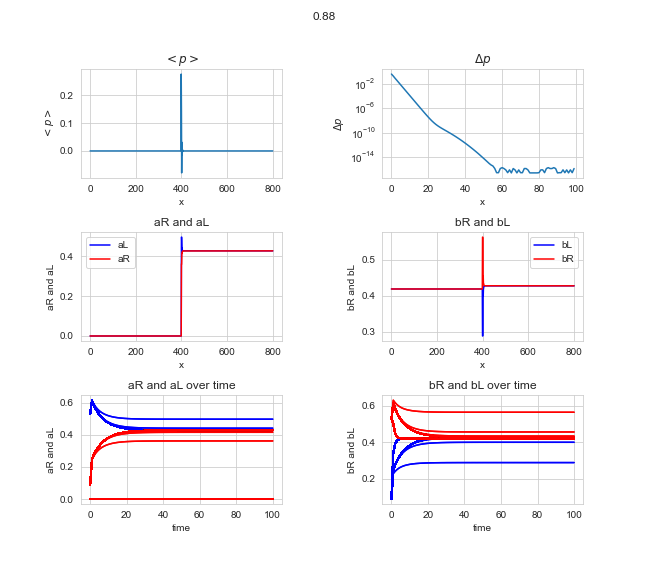 0.88
< p >
Δp
< p >
0.2
0.1
0.0
0
200
400
600
800
x
Δp
10⁻²
10⁻⁶
10⁻¹⁰
10⁻¹⁴
0
20
40
60
80
100
x
aR and aL
bR and bL
aR and aL
0.4
0.2
0.0
aL
aR
0
200
400
600
800
x
bR and bL
0.5
0.4
0.3
bL
bR
0
200
400
600
800
x
aR and aL over time
bR and bL over time
aR and aL
0.6
0.4
0.2
0.0
0
20
40
60
80
100
time
bR and bL
0.6
0.4
0.2
0
20
40
60
80
100
time